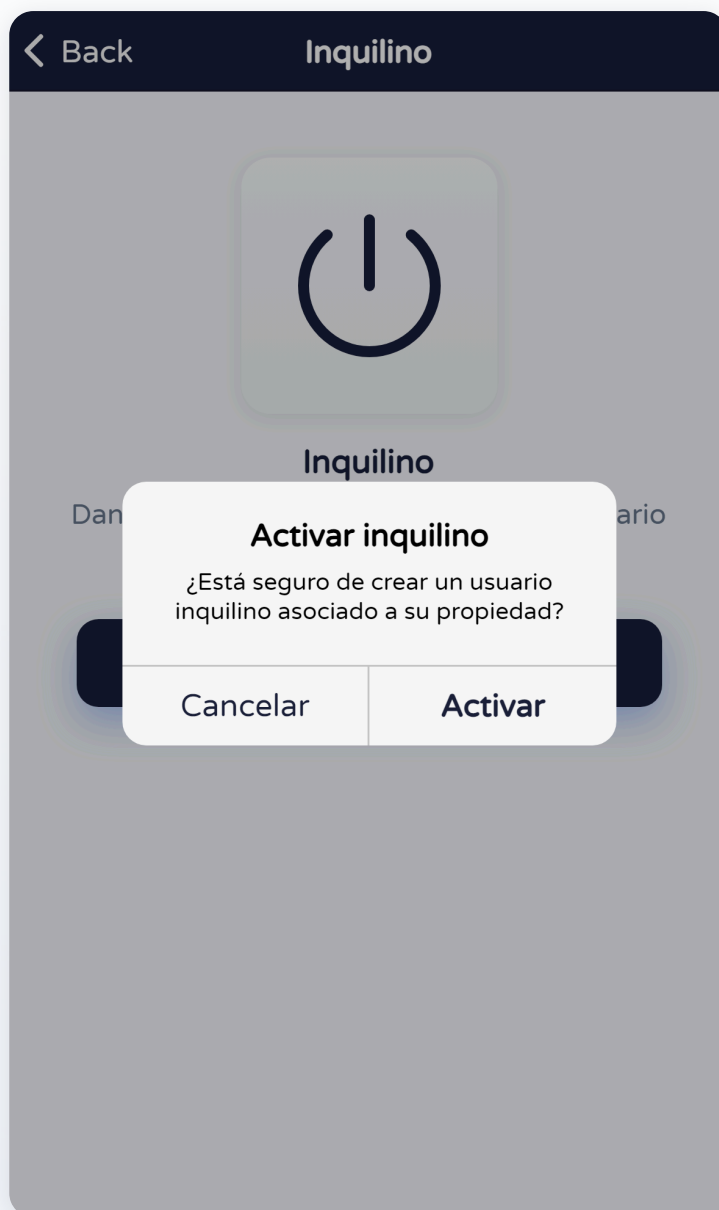 Back
Inquilino
Inquilino
Activar inquilino
¿Está seguro de crear un usuario
inquilino asociado a su propiedad?
Cancelar
Activar